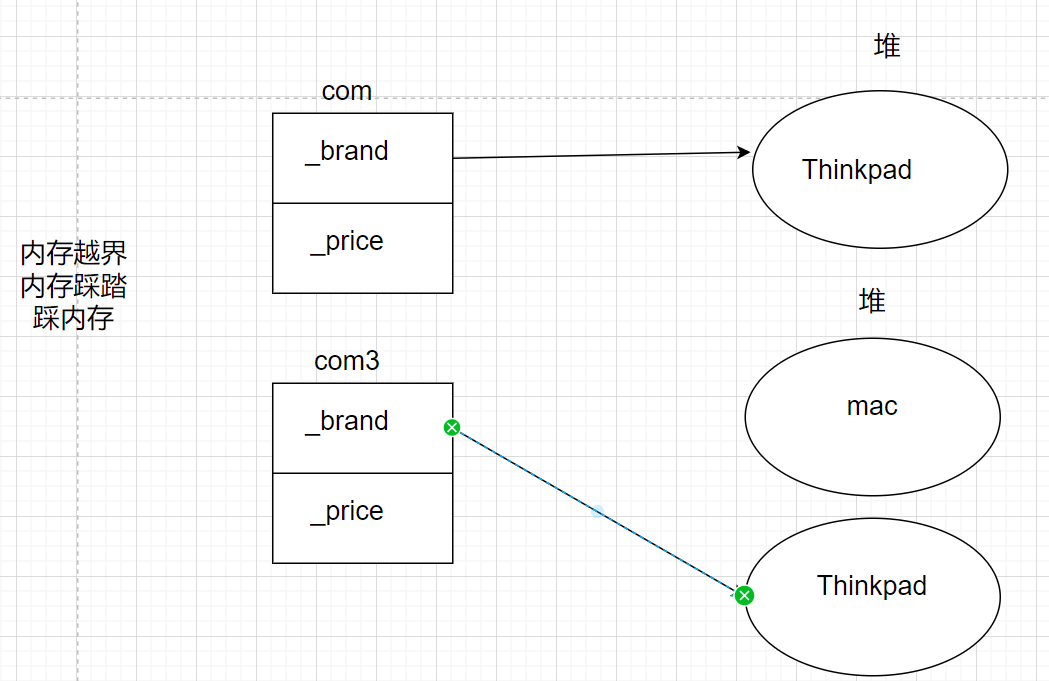 堆
com
_brand
Thinkpad
_price
内存越界
内存踩踏
踩内存
堆
com3
_brand
mac
_price
Thinkpad